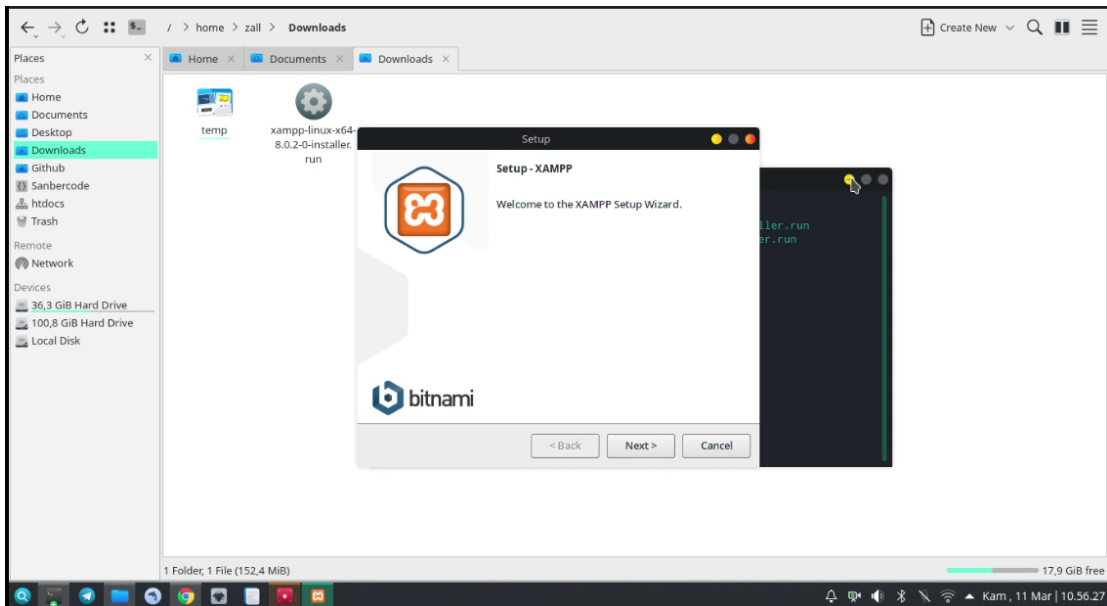 / > home > zall > Downloads
Create New
Places
Home
Documents
Downloads
Places
Home
Documents
Desktop
Downloads
Github
Sanbercode
htdocs
Trash
Remote
Network
Devices
36,3 GiB Hard Drive
100,8 GiB Hard Drive
Local Disk
temp
xampp-linux-x64-
8.0.2-0-installer.
run
Setup
Setup - XAMPP
Welcome to the XAMPP Setup Wizard.
bitnami
< Back
Next >
Cancel
ller.run
er.run
1 Folder, 1 File (152,4 MiB)
17,9 GiB free
Kam , 11 Mar | 10.56.27